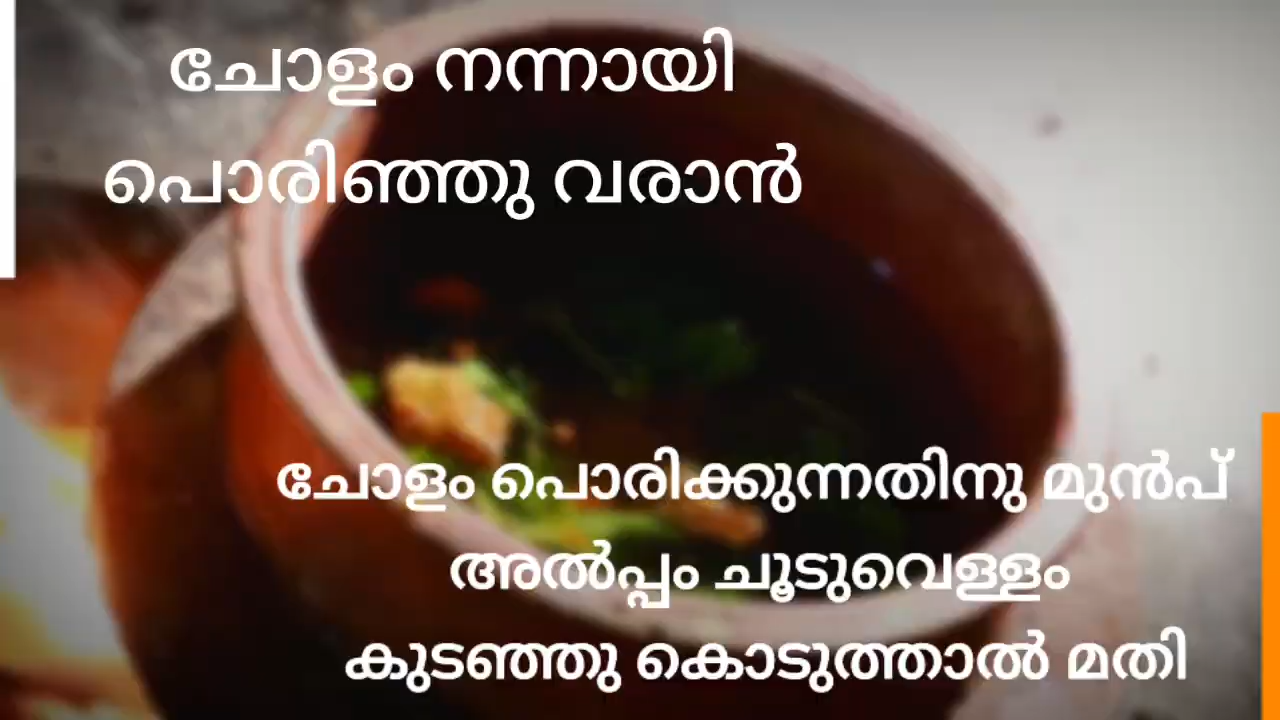 ചോളം നന്നായി
പൊരിഞ്ഞു വരാൻ
ചോളം പൊരിക്കുന്നതിനു മുൻപ്
അൽപ്പം ചൂടുവെള്ളം
കുടഞ്ഞു കൊടുത്താൽ മതി